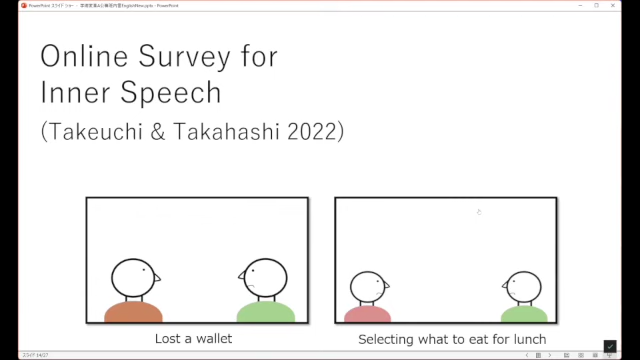 Online Survey for
Inner Speech
(Takeuchi & Takahashi 2022)
Lost a wallet
Selecting what to eat for lunch